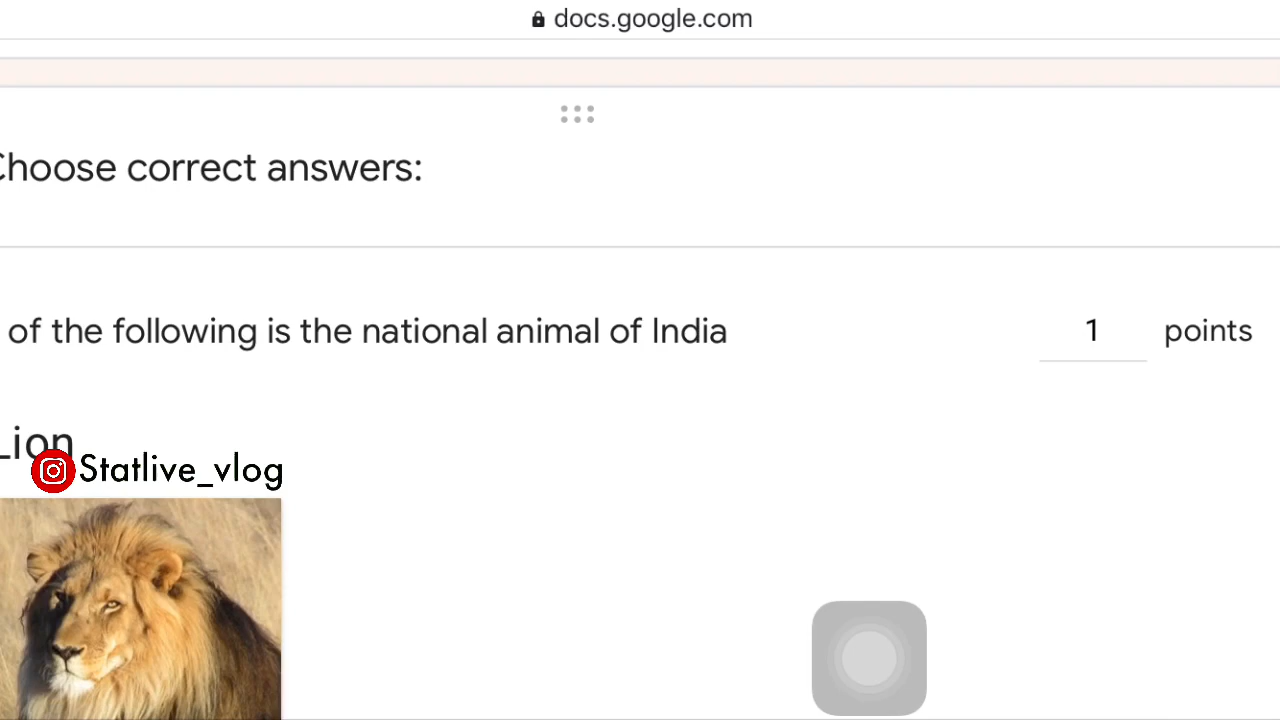 docs.google.com
Choose correct answers:
of the following is the national animal of India
1 points
Lion
Statlive_vlog